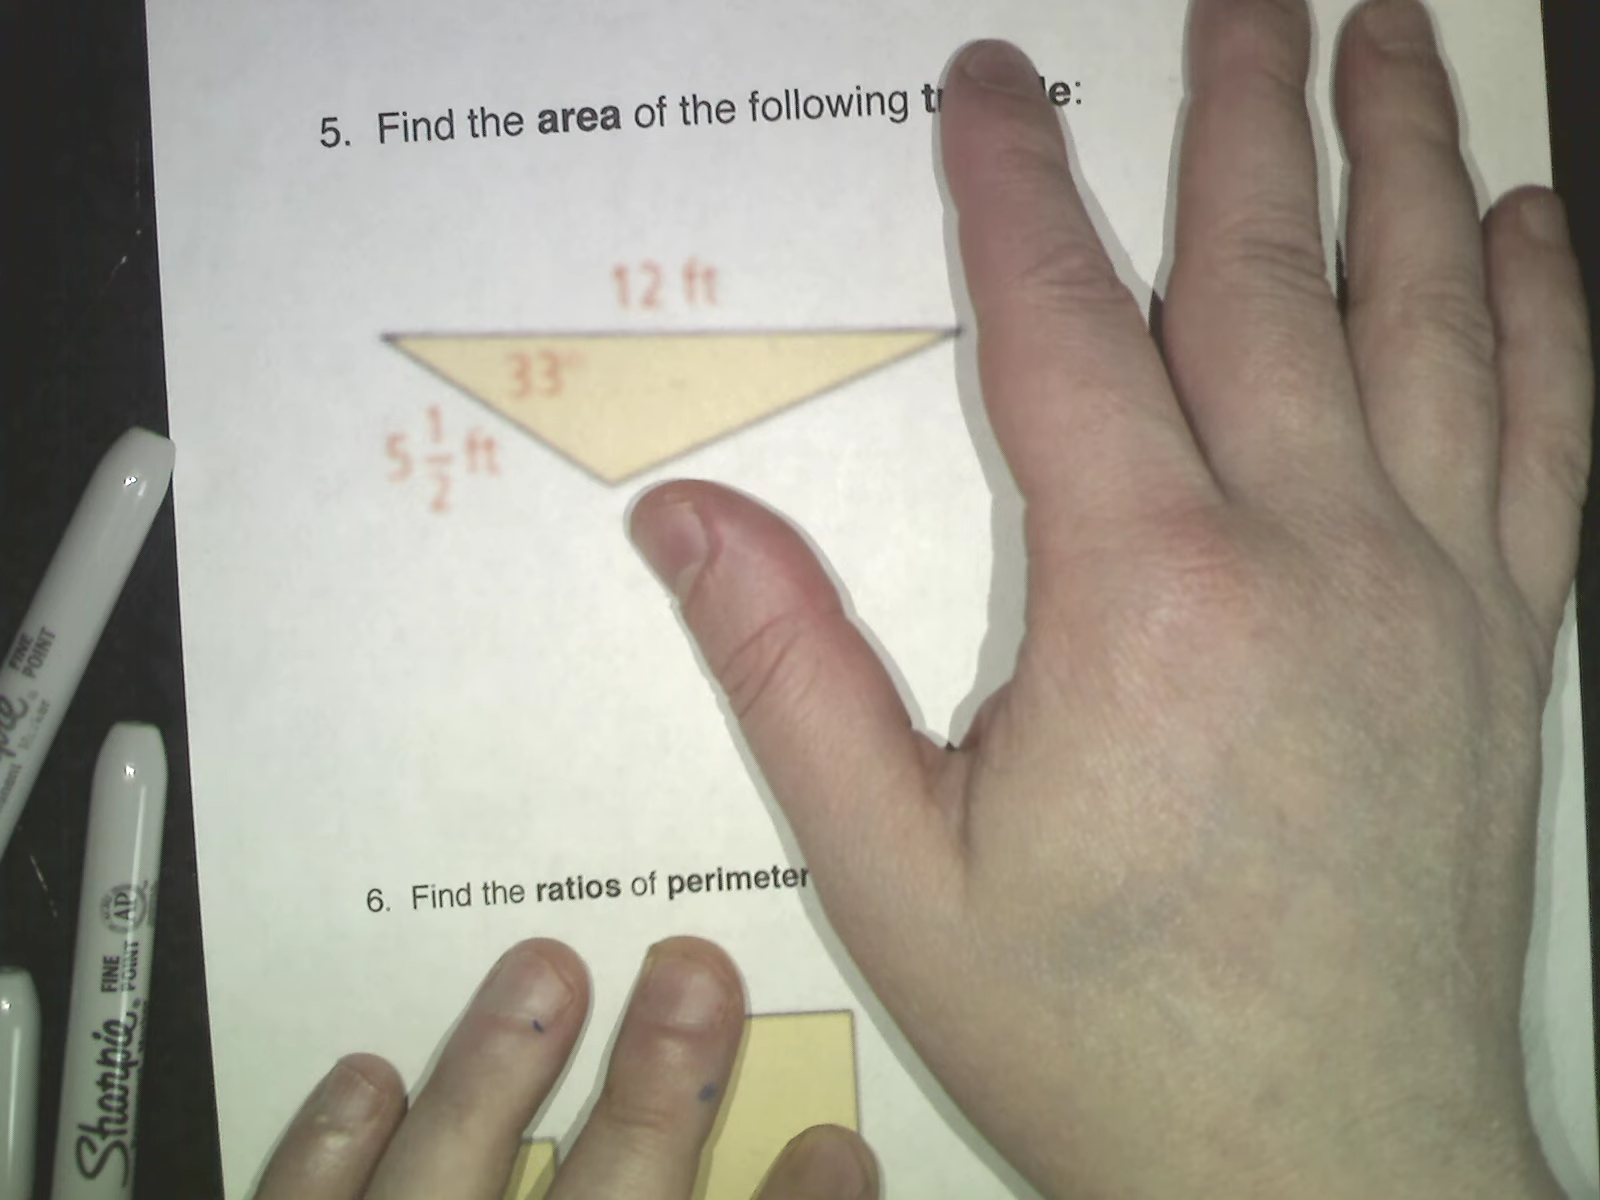 5. Find the area of the following
12 ft
33°
5 1/2 ft
6. Find the ratios of perimeter
FINE
POINT
Sharpie
FINE
POINT
AP